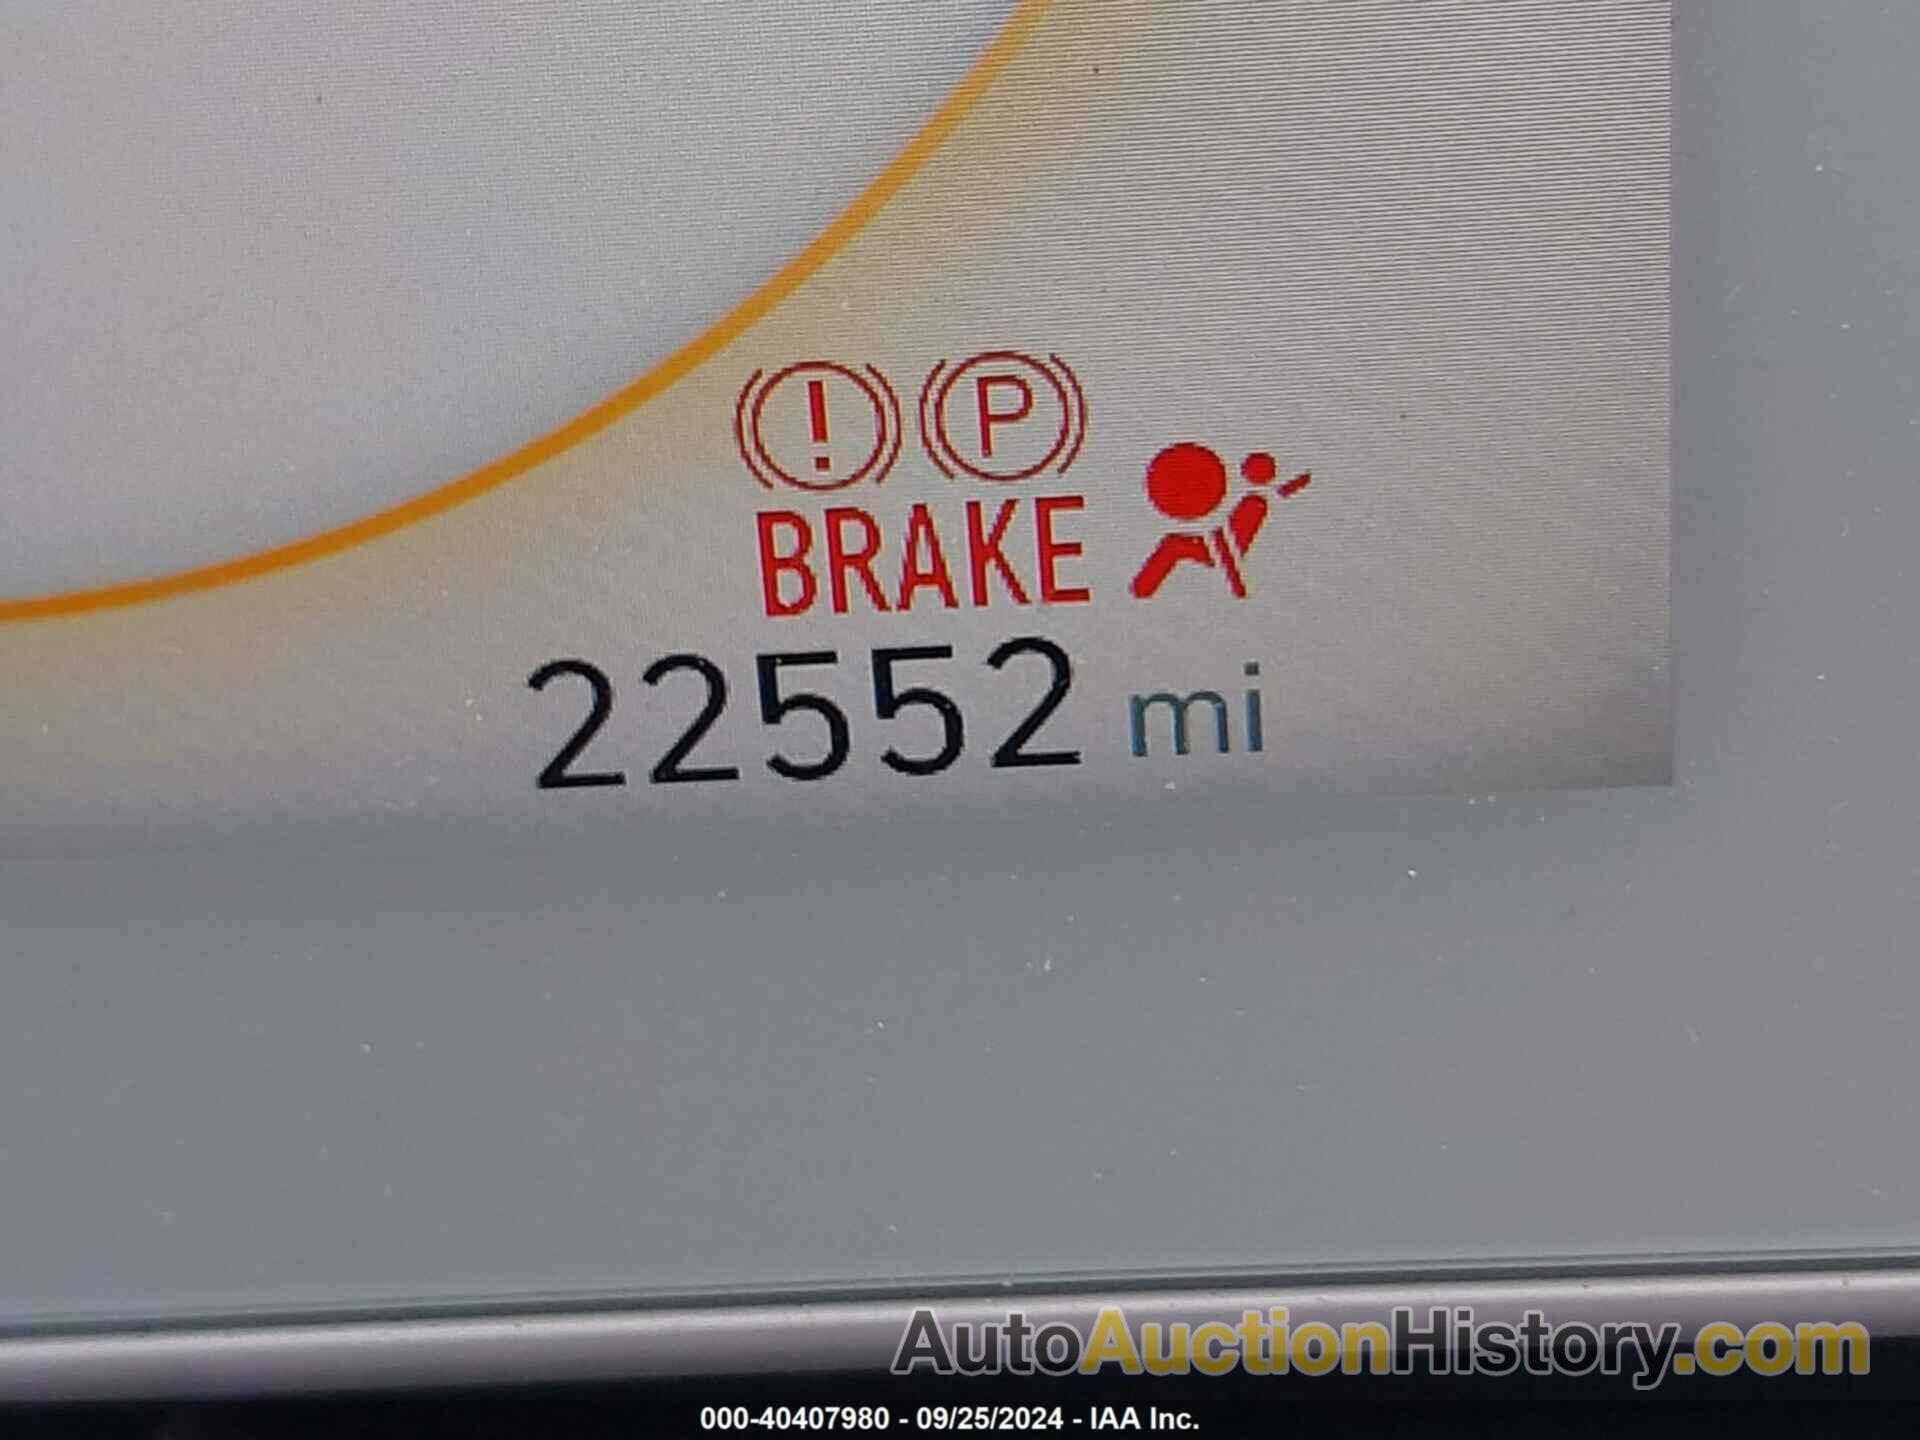 ! P
BRAKE
22552 mi
AutoAuctionHistory.com
000-40407980 - 09/25/2024 - IAA Inc.